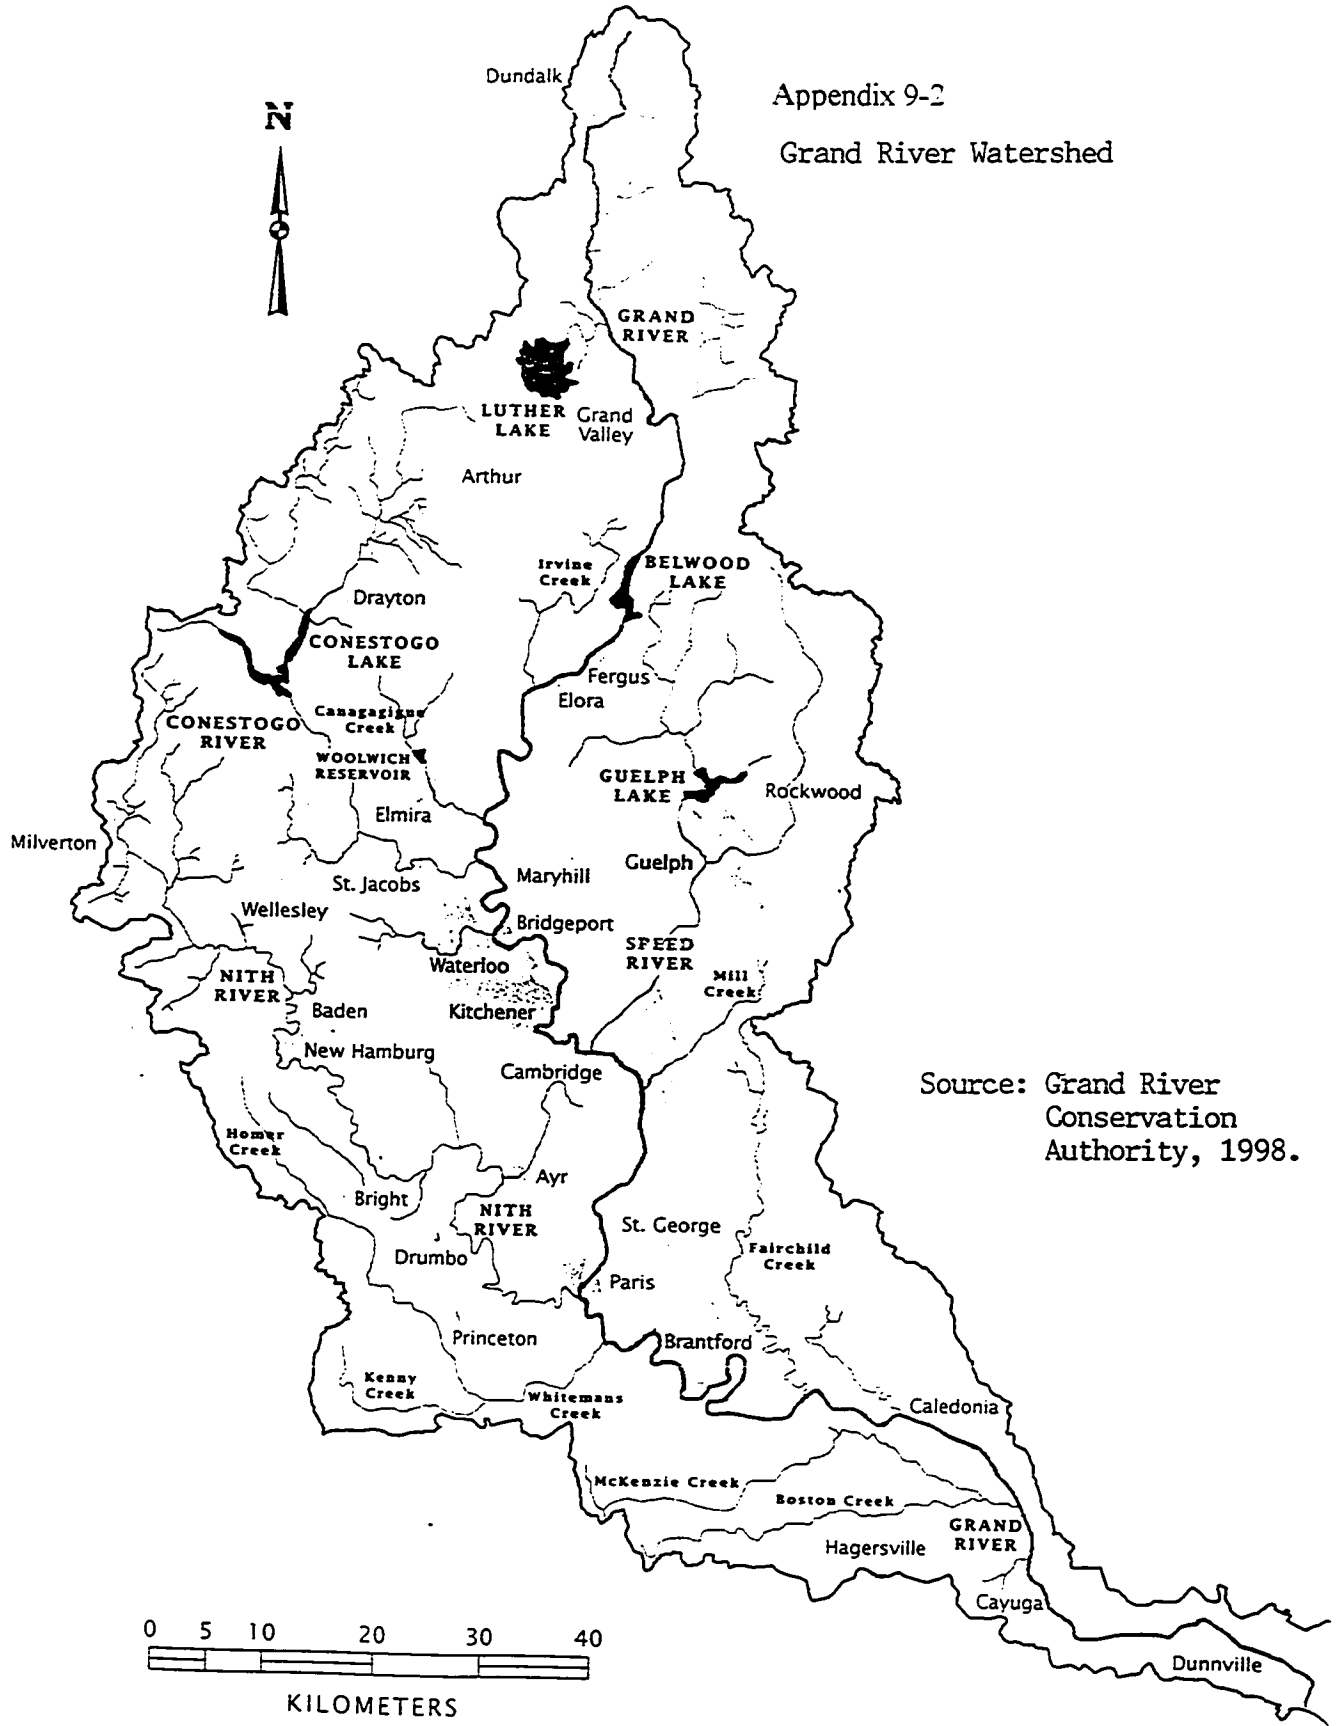 Dundalk
Appendix 9-2
N
Grand River Watershed
GRAND
RIVER
LUTHER
LAKE
Grand
Valley
Arthur
Irvine
Creek
BELWOOD
LAKE
Drayton
CONESTOGO
LAKE
Fergus
Elora
Canagagigue
Creek
CONESTOGO
RIVER
WOOLWICH
RESERVOIR
GUELPH
LAKE
Rockwood
Elmira
Milverton
Guelph
Maryhill
St. Jacobs
Wellesley
Bridgeport
SPEED
RIVER
Waterloo
NITH
RIVER
Mill
Creek
Baden
Kitchener
New Hamburg
Cambridge
Source: Grand River
Conservation
Authority, 1998.
Homer
Creek
Ayr
Bright
NITH
RIVER
St. George
Drumbo
Fairchild
Creek
Paris
Princeton
Brantford
Kenny
Creek
Whitemans
Creek
Caledonia
McKenzie Creek
Boston Creek
GRAND
RIVER
Hagersville
Cayuga
0 5 10 20 30 40
Dunnville
KILOMETERS